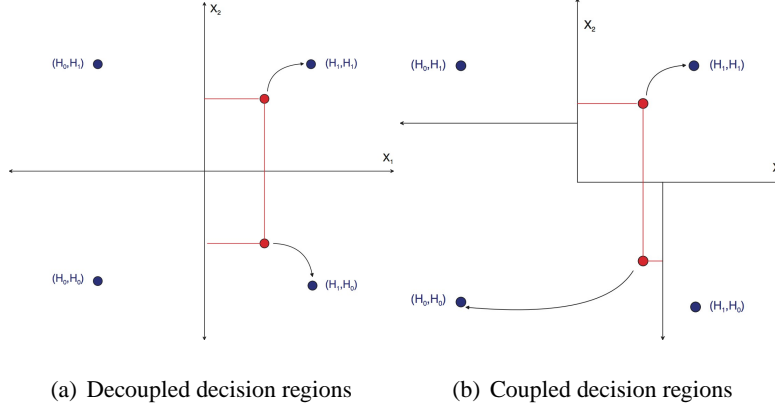 X₂
X₂
(H₀,H₁)
(H₁,H₁)
(H₀,H₁)
(H₁,H₁)
X₁
X
(H₀,H₀)
(H₁,H₀)
(H₀,H₀)
(H₁,H₀)
(a) Decoupled decision regions
(b) Coupled decision regions